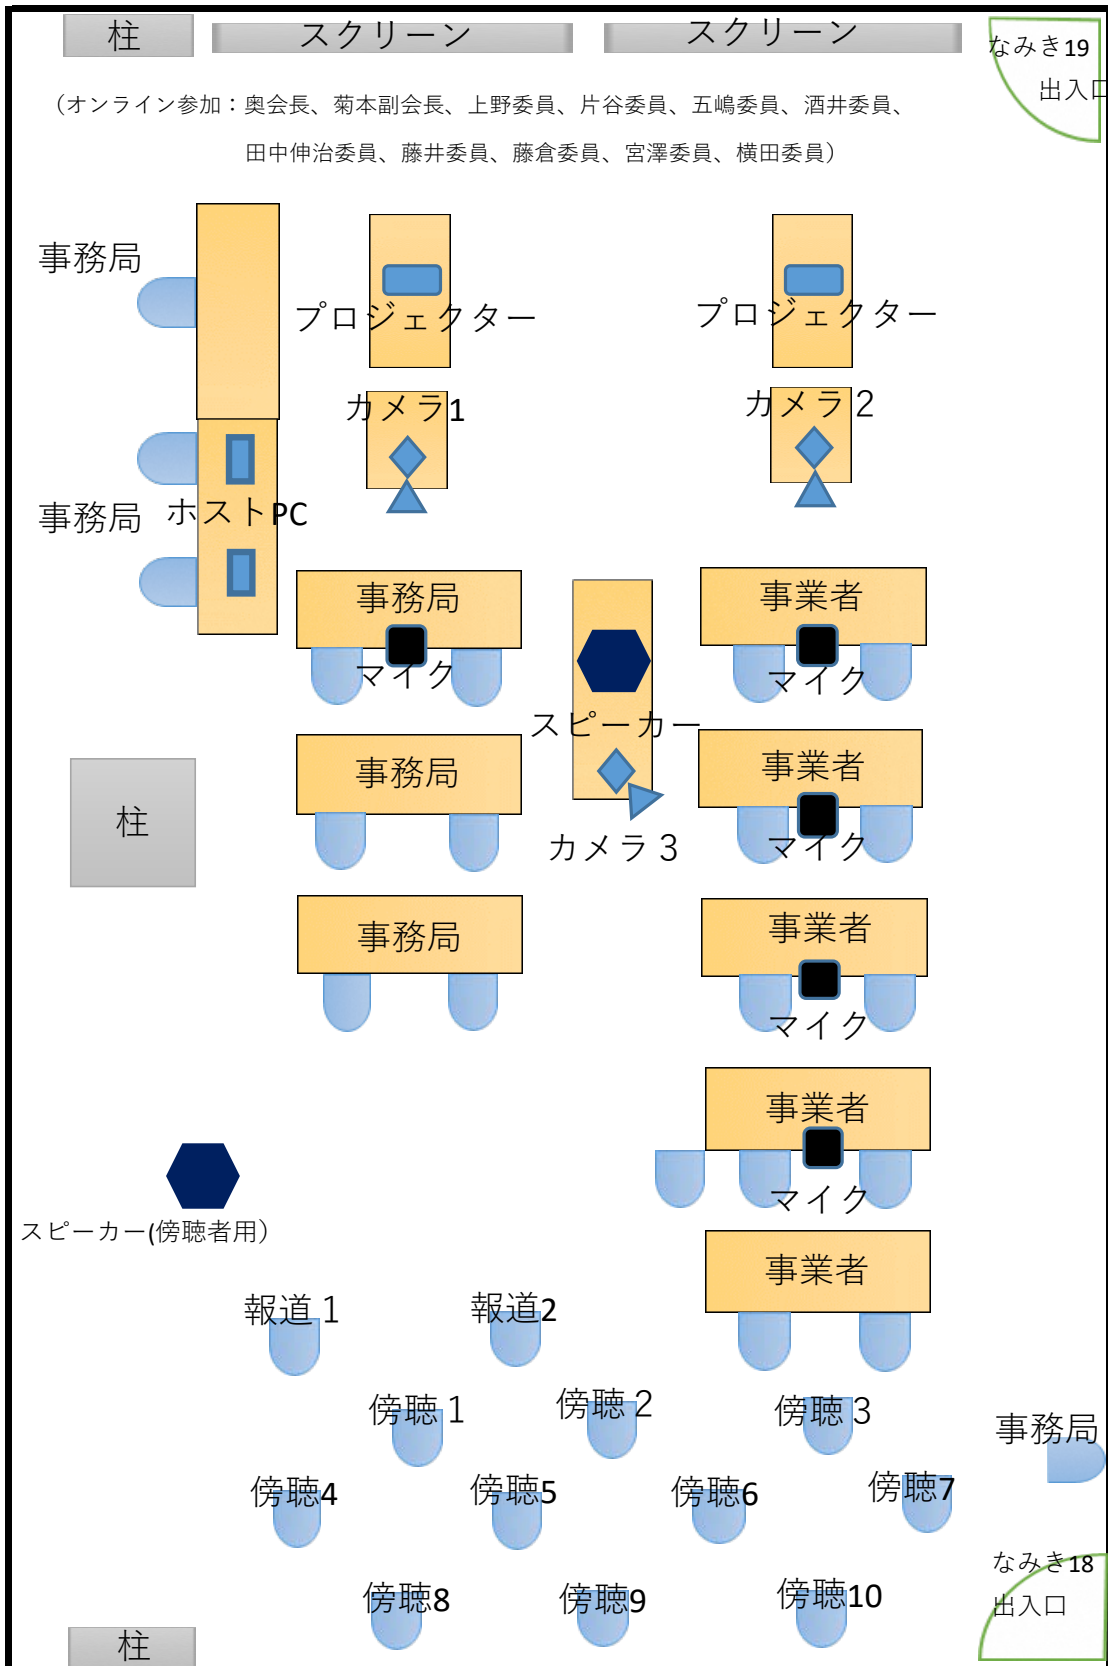 柱
スクリーン
スクリーン
なみき19
出入口
（オンライン参加：奥会長、菊本副会長、上野委員、片谷委員、五嶋委員、酒井委員、
田中伸治委員、藤井委員、藤倉委員、宮澤委員、横田委員）
事務局
プロジェクター
プロジェクター
カメラ1
カメラ２
事務局
ホストPC
事務局
マイク
事業者
マイク
スピーカー
事務局
事業者
マイク
柱
カメラ３
事務局
事業者
マイク
事業者
マイク
スピーカー(傍聴者用）
事業者
報道１
報道2
傍聴１
傍聴２
傍聴３
事務局
傍聴4
傍聴5
傍聴6
傍聴7
なみき18
出入口
傍聴8
傍聴9
傍聴10
柱